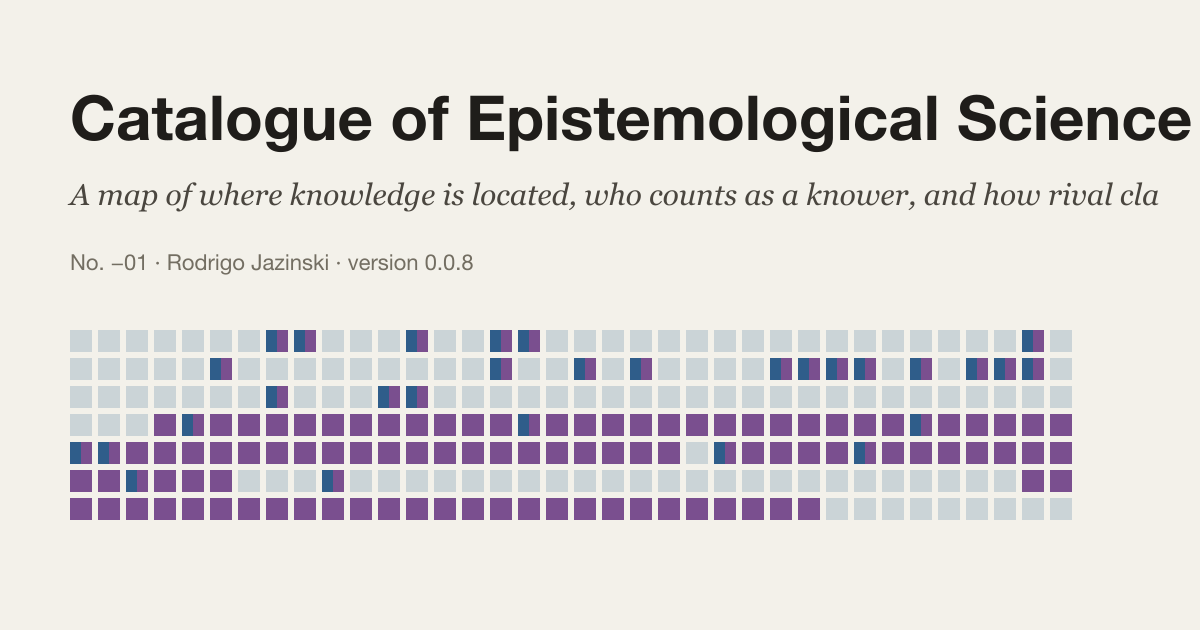 Catalogue of Epistemological Science
A map of where knowledge is located, who counts as a knower, and how rival cla
No. −01 · Rodrigo Jazinski · version 0.0.8